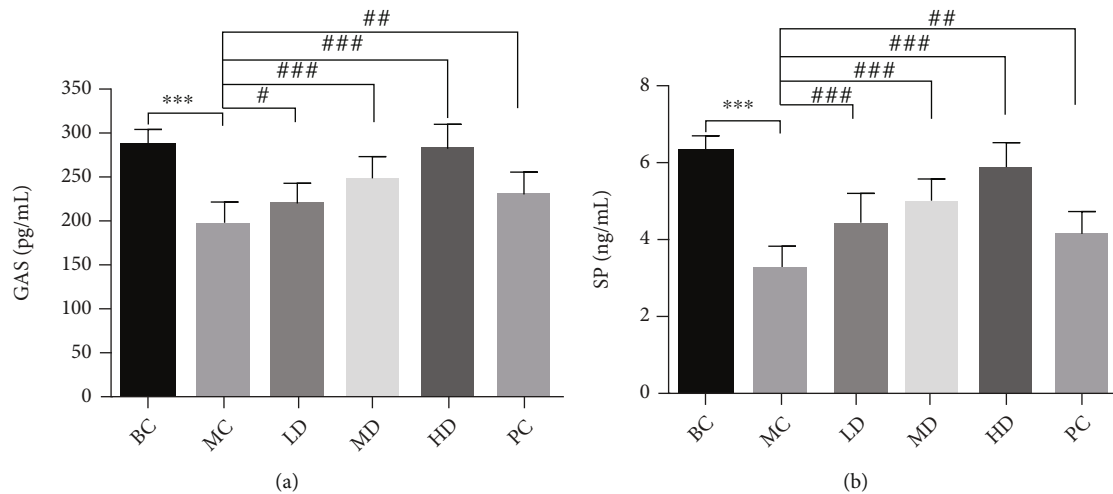 ##
###
###
#
***
350
300
250
200
150
100
50
0
GAS (pg/mL)
BC
MC
LD
MD
HD
PC
(a)
##
###
###
###
***
8
6
4
2
0
SP (ng/mL)
BC
MC
LD
MD
HD
PC
(b)